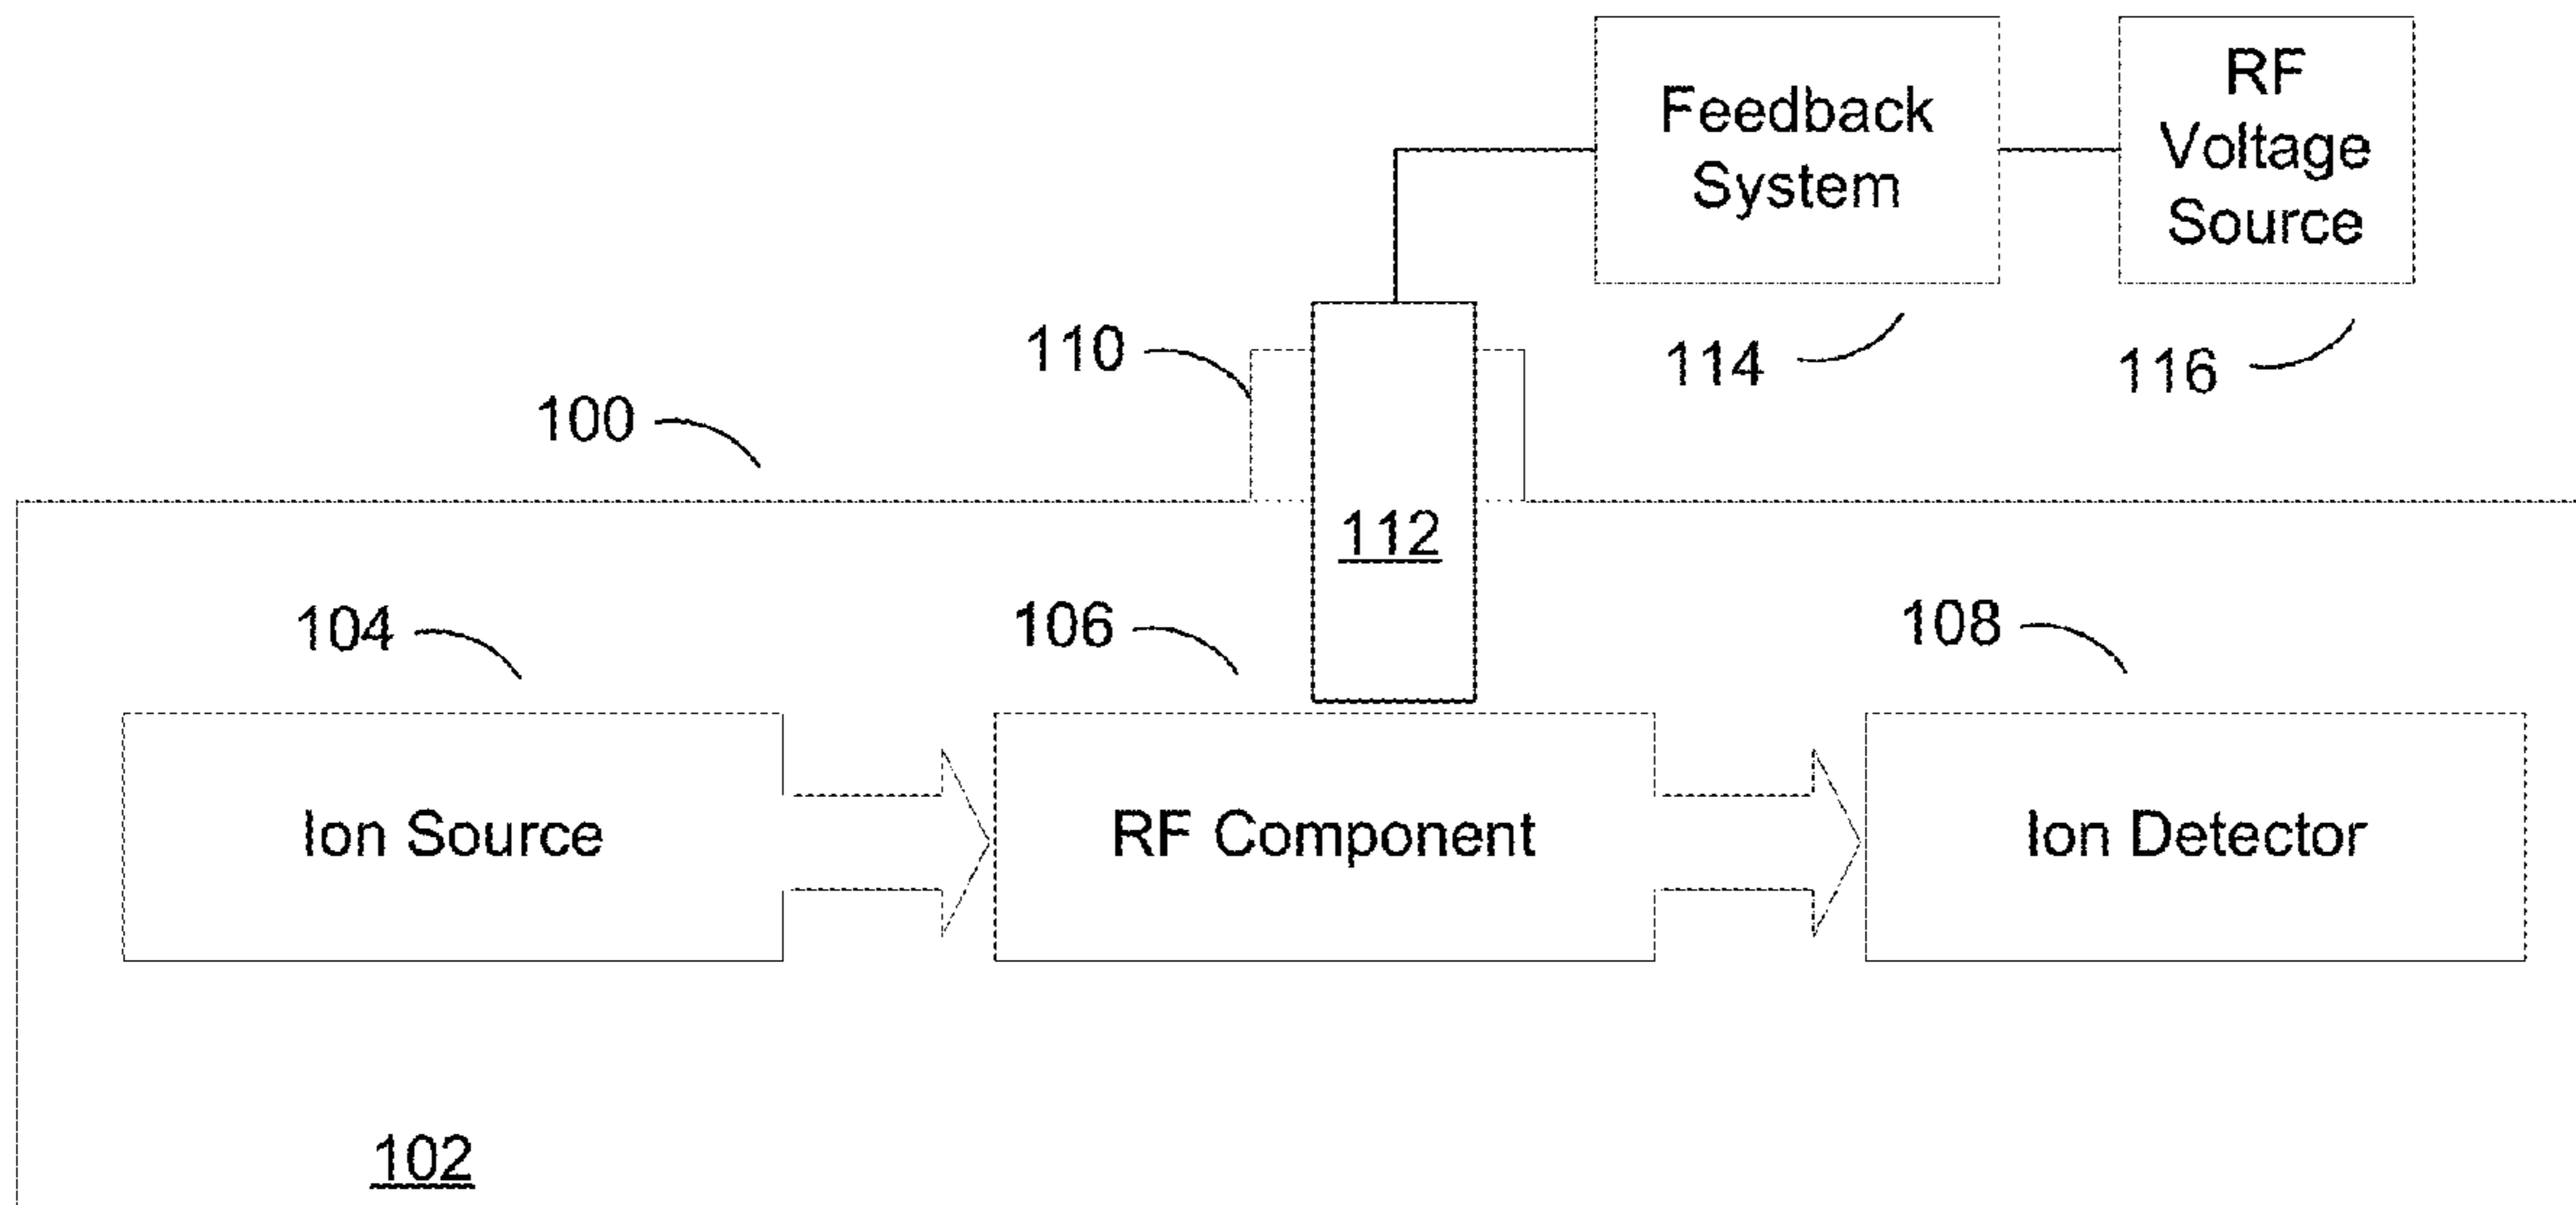 Feedback
System
RF
Voltage
Source
110
114
116
100
112
104
106
108
Ion Source
RF Component
Ion Detector
102